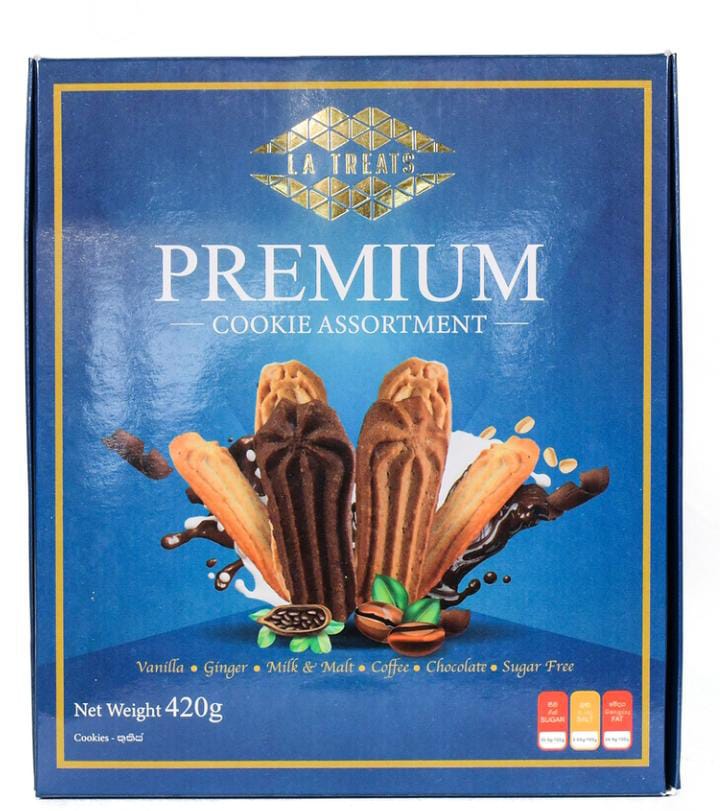 LA TREATS
PREMIUM
COOKIE ASSORTMENT
Vanilla • Ginger • Milk & Malt • Coffee • Chocolate • Sugar Free
Net Weight 420g
Cookies - කුකීස්
SUGAR
SALT
FAT